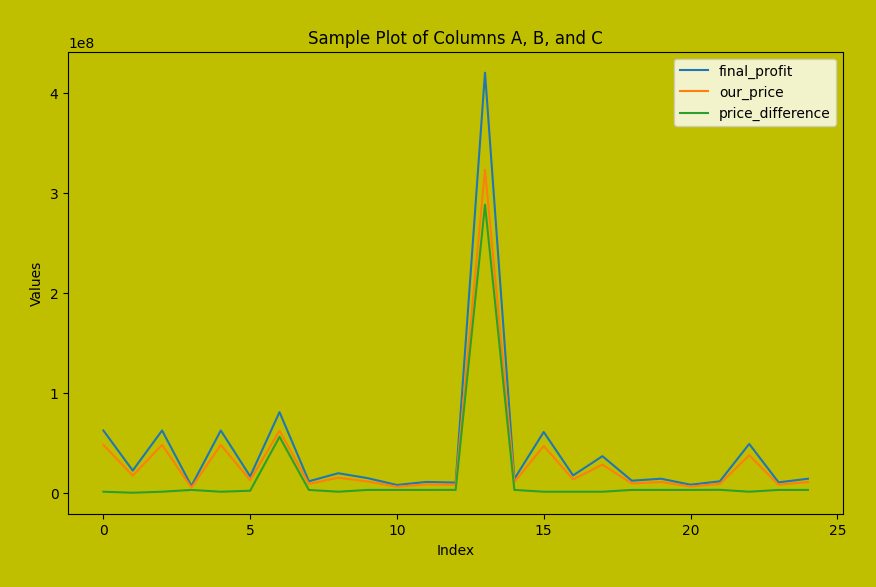 Sample Plot of Columns A, B, and C
1e8
final_profit
our_price
price_difference
4
3
2
1
0
Values
0 5 10 15 20 25
Index